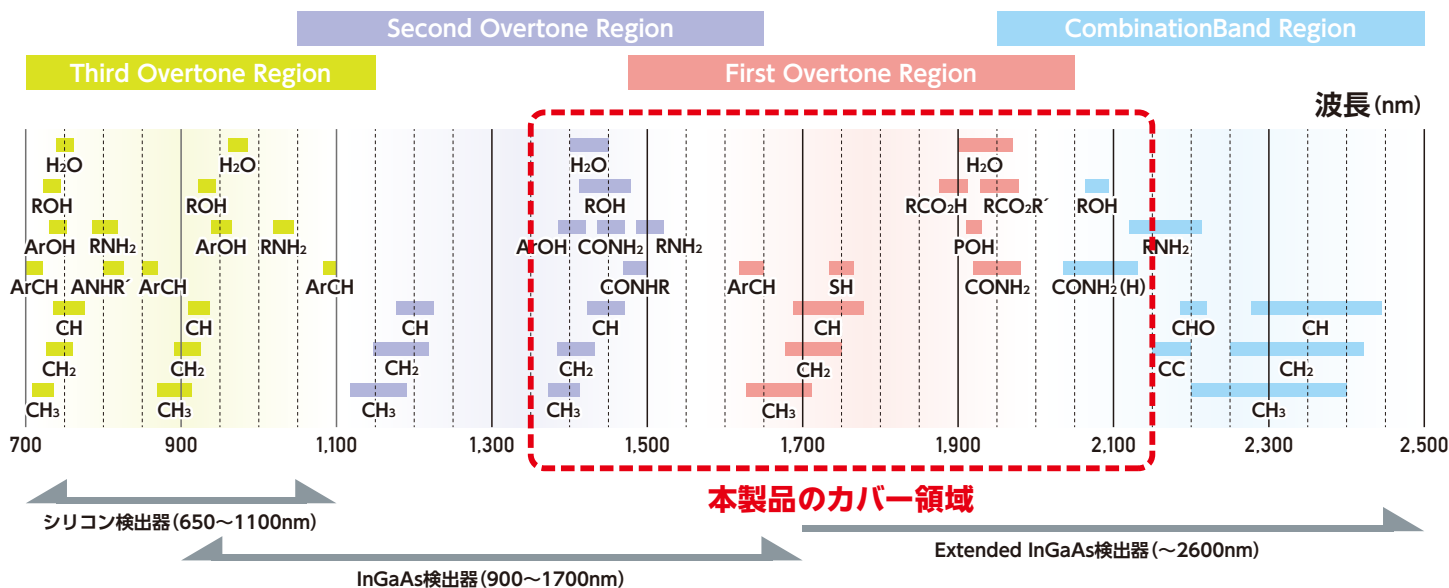 Second Overtone Region
CombinationBand Region
Third Overtone Region
First Overtone Region
波長(nm)
H₂O H₂O H₂O H₂O
ROH ROH ROH RCO₂H RCO₂R´ ROH
ArOH RNH₂ ArOH RNH₂ ArOH CONH₂ RNH₂ POH RNH₂
ArCH ANHR´ ArCH ArCH CONHR ArCH SH CONH₂ CONH₂(H)
CH CH CH CH CH CHO CH
CH₂ CH₂ CH₂ CH₂ CH₂ CC CH₂
CH₃ CH₃ CH₃ CH₃ CH₃ CH₃
700 900 1,100 1,300 1,500 1,700 1,900 2,100 2,300 2,500
本製品のカバー領域
シリコン検出器(650〜1100nm)
Extended InGaAs検出器(〜2600nm)
InGaAs検出器(900〜1700nm)